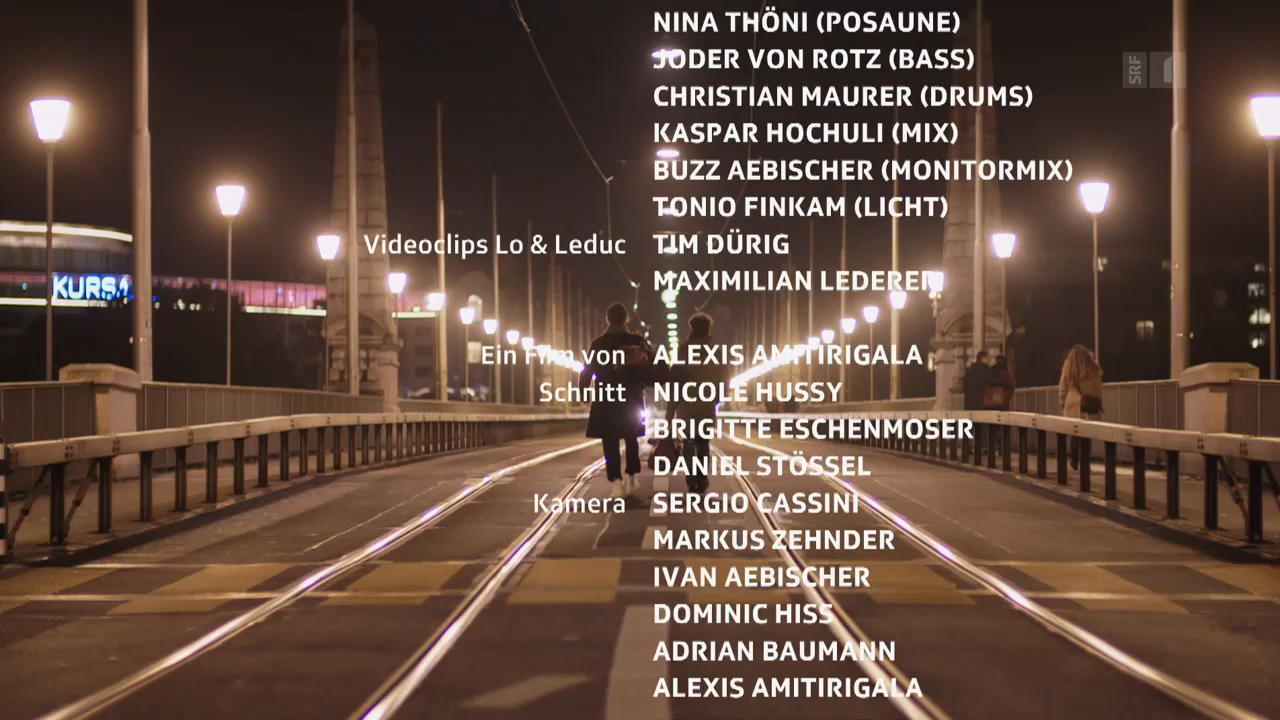 NINA THÖNI (POSAUNE)
JODER VON ROTZ (BASS)
SRF 1
CHRISTIAN MAURER (DRUMS)
KASPAR HOCHULI (MIX)
BUZZ AEBISCHER (MONITORMIX)
TONIO FINKAM (LICHT)
Videoclips Lo & Leduc TIM DÜRIG
MAXIMILIAN LEDERER
KURSA
Ein Film von ALEXIS AMITIRIGALA
Schnitt NICOLE HUSSY
BRIGITTE ESCHENMOSER
DANIEL STÖSSEL
Kamera SERGIO CASSINI
MARKUS ZEHNDER
IVAN AEBISCHER
DOMINIC HISS
ADRIAN BAUMANN
ALEXIS AMITIRIGALA